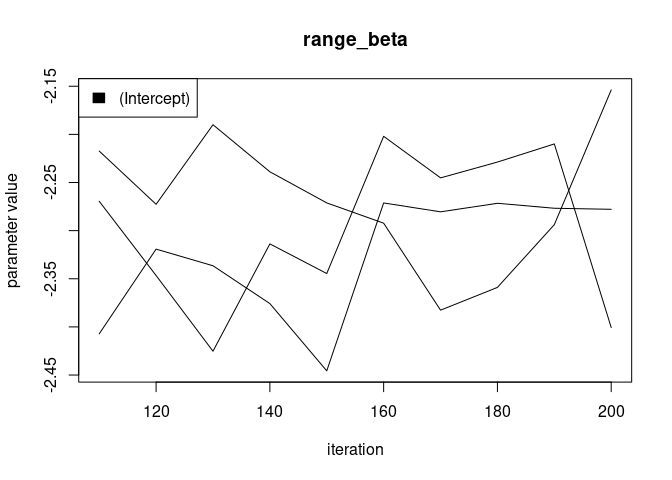 range_beta
(Intercept)
parameter value
-2.15
-2.25
-2.35
-2.45
120 140 160 180 200
iteration